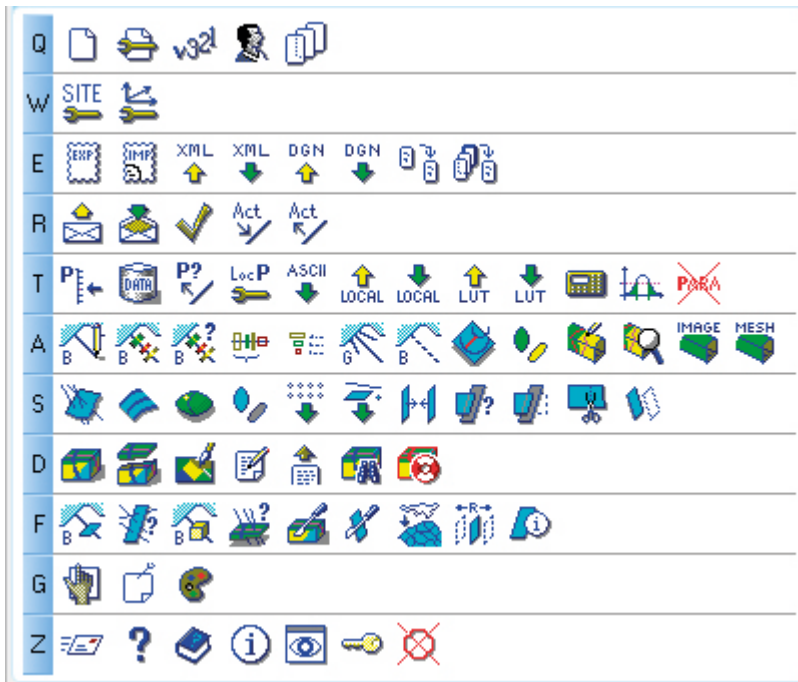 Q v32!
W SITE
E EXP IMP XML XML DGN DGN
R Act Act
T P DATA P? LocP ASCII LOCAL LOCAL LUT LUT PARA
A B B B? G B IMAGE MESH
S ? 
D
F B ? B ? R i
G
Z ? i